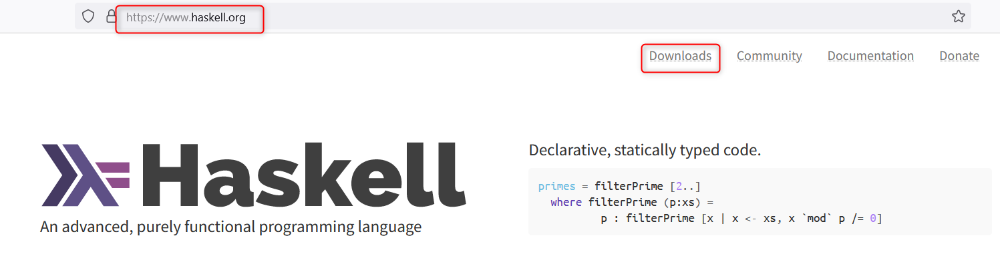 https://www.haskell.org
Downloads Community Documentation Donate
Haskell
An advanced, purely functional programming language
Declarative, statically typed code.
primes = filterPrime [2..]
  where filterPrime (p:xs) =
          p : filterPrime [x | x <- xs, x `mod` p /= 0]